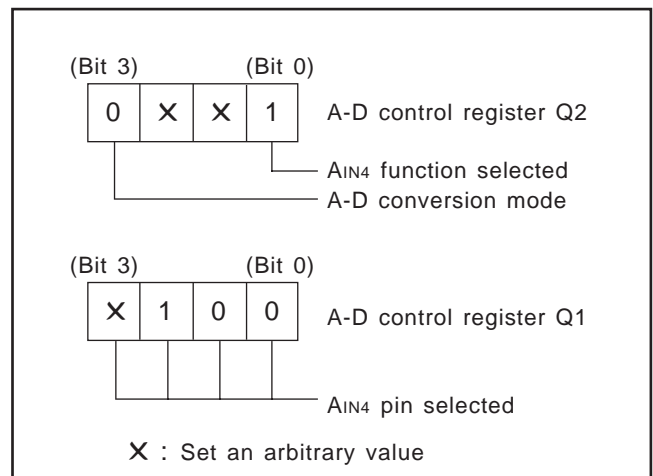 (Bit 3) (Bit 0)
0 X X 1 A-D control register Q2
AIN4 function selected
A-D conversion mode
(Bit 3) (Bit 0)
X 1 0 0 A-D control register Q1
AIN4 pin selected
X : Set an arbitrary value